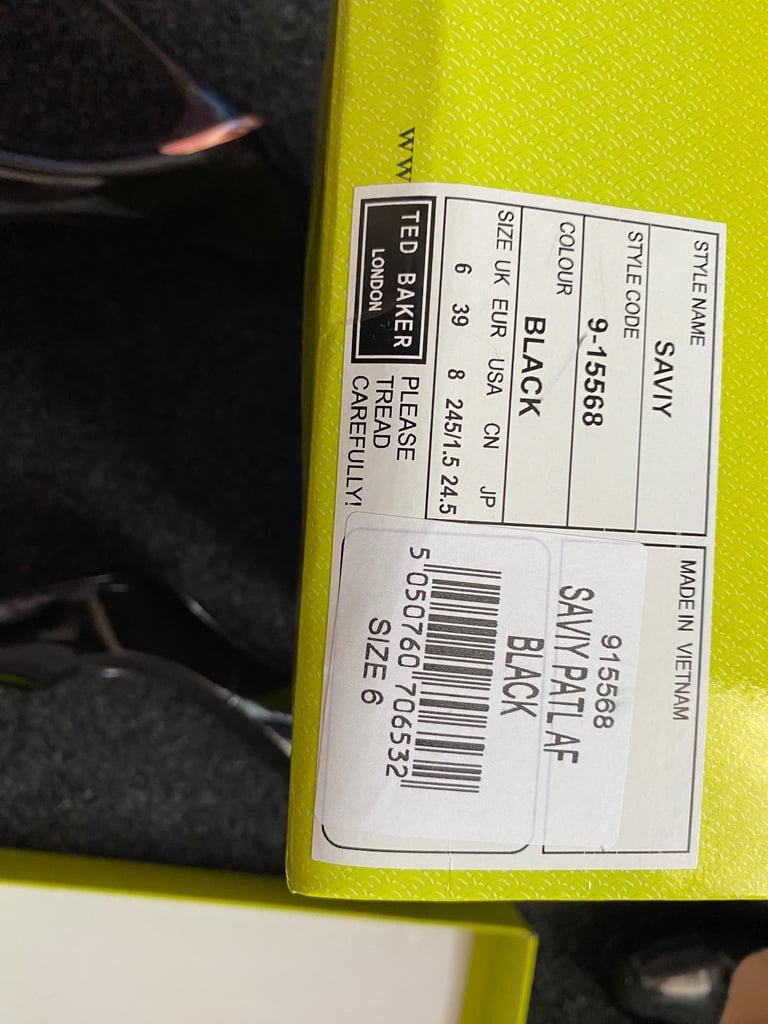 WW
STYLE NAME
SAVIY
STYLE CODE
9-15568
COLOUR
BLACK
SIZE UK EUR USA CN JP
6 39 8 245/1.5 24.5
TED BAKER
LONDON
PLEASE
TREAD
CAREFULLY!
MADE IN VIETNAM
915568
SAVIY PATL AF
BLACK
5 050760 706532
SIZE 6